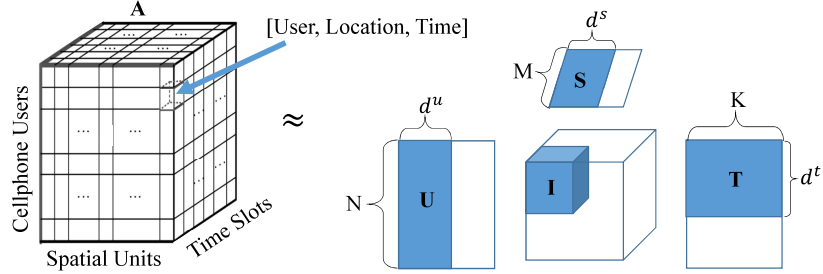 A
[User, Location, Time]
Cellphone Users
Spatial Units
Time Slots
... ...
... ...
... ...
... ...
...
...
≈
d^s
M
S
d^u
N
U
I
K
T
d^t